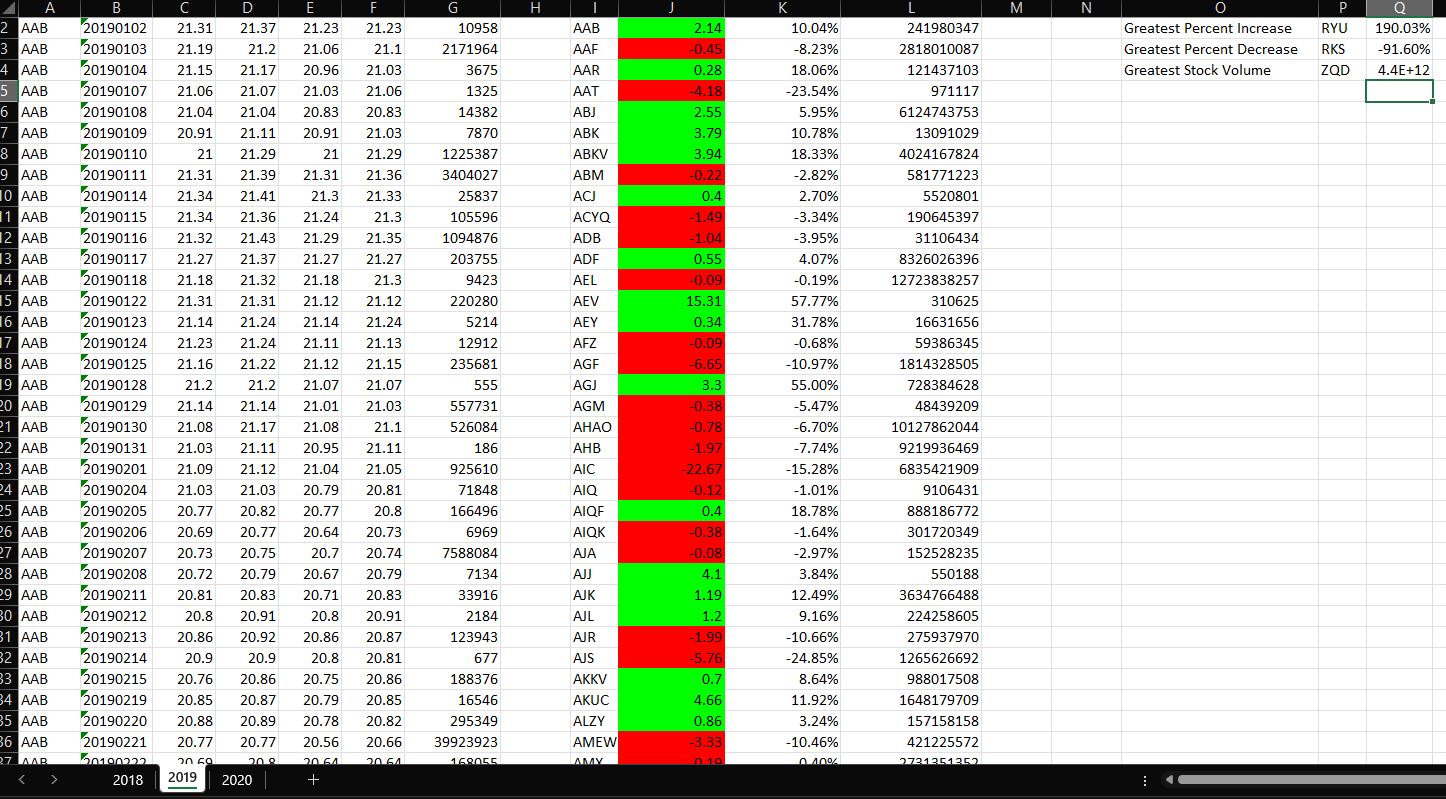 A B C D E F G H I J K L M N O P Q
2 AAB 20190102 21.31 21.37 21.23 21.23 10958 AAB 2.14 10.04% 241980347 Greatest Percent Increase RYU 190.03%
3 AAB 20190103 21.19 21.2 21.06 21.1 2171964 AAF -0.45 -8.23% 2818010087 Greatest Percent Decrease RKS -91.60%
4 AAB 20190104 21.15 21.17 20.96 21.03 3675 AAR 0.28 18.06% 121437103 Greatest Stock Volume ZQD 4.4E+12
5 AAB 20190107 21.06 21.07 21.03 21.06 1325 AAT -4.18 -23.54% 971117
6 AAB 20190108 21.04 21.04 20.83 20.83 14382 ABJ 2.55 5.95% 6124743753
7 AAB 20190109 20.91 21.11 20.91 21.03 7870 ABK 3.79 10.78% 13091029
8 AAB 20190110 21 21.29 21 21.29 1225387 ABKV 3.94 18.33% 4024167824
9 AAB 20190111 21.31 21.39 21.31 21.36 3404027 ABM -0.22 -2.82% 581771223
10 AAB 20190114 21.34 21.41 21.3 21.33 25837 ACJ 0.4 2.70% 5520801
11 AAB 20190115 21.34 21.36 21.24 21.3 105596 ACYQ -1.49 -3.34% 190645397
12 AAB 20190116 21.32 21.43 21.29 21.35 1094876 ADB -1.04 -3.95% 31106434
13 AAB 20190117 21.27 21.37 21.27 21.27 203755 ADF 0.55 4.07% 8326026396
14 AAB 20190118 21.18 21.32 21.18 21.3 9423 AEL -0.09 -0.19% 12723838257
15 AAB 20190122 21.31 21.31 21.12 21.12 220280 AEV 15.31 57.77% 310625
16 AAB 20190123 21.14 21.24 21.14 21.24 5214 AEY 0.34 31.78% 16631656
17 AAB 20190124 21.23 21.24 21.11 21.13 12912 AFZ -0.09 -0.68% 59386345
18 AAB 20190125 21.16 21.22 21.12 21.15 235681 AGF -6.65 -10.97% 1814328505
19 AAB 20190128 21.2 21.2 21.07 21.07 555 AGJ 3.3 55.00% 728384628
20 AAB 20190129 21.14 21.14 21.01 21.03 557731 AGM -0.38 -5.47% 48439209
21 AAB 20190130 21.08 21.17 21.08 21.1 526084 AHAO -0.78 -6.70% 10127862044
22 AAB 20190131 21.03 21.11 20.95 21.11 186 AHB -1.97 -7.74% 9219936469
23 AAB 20190201 21.09 21.12 21.04 21.05 925610 AIC -22.67 -15.28% 6835421909
24 AAB 20190204 21.03 21.03 20.79 20.81 71848 AIQ -0.12 -1.01% 9106431
25 AAB 20190205 20.77 20.82 20.77 20.8 166496 AIQF 0.4 18.78% 888186772
26 AAB 20190206 20.69 20.77 20.64 20.73 6969 AIQK -0.38 -1.64% 301720349
27 AAB 20190207 20.73 20.75 20.7 20.74 7588084 AJA -0.08 -2.97% 152528235
28 AAB 20190208 20.72 20.79 20.67 20.79 7134 AJJ 4.1 3.84% 550188
29 AAB 20190211 20.81 20.83 20.71 20.83 33916 AJK 1.19 12.49% 3634766488
30 AAB 20190212 20.8 20.91 20.8 20.91 2184 AJL 1.2 9.16% 224258605
31 AAB 20190213 20.86 20.92 20.86 20.87 123943 AJR -1.99 -10.66% 275937970
32 AAB 20190214 20.9 20.9 20.8 20.81 677 AJS -5.76 -24.85% 1265626692
33 AAB 20190215 20.76 20.86 20.75 20.86 188376 AKKV 0.7 8.64% 988017508
34 AAB 20190219 20.85 20.87 20.79 20.85 16546 AKUC 4.66 11.92% 1648179709
35 AAB 20190220 20.88 20.89 20.78 20.82 295349 ALZY 0.86 3.24% 157158158
36 AAB 20190221 20.77 20.77 20.56 20.66 39923923 AMEW -3.33 -10.46% 421225572
37 AAB 20190222 20.69 20.8 20.64 20.64 168055 AMX
2018 2019 2020 +